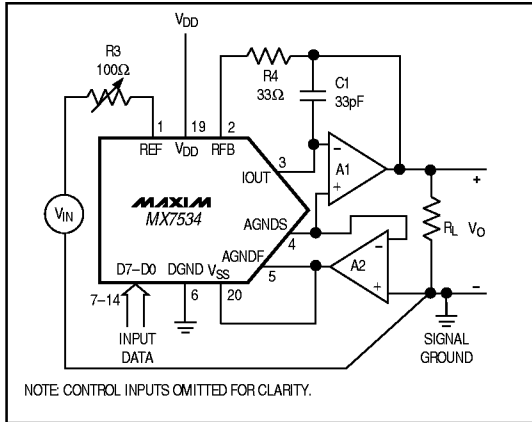 VDD
R3
100Ω
R4
33Ω
C1
33pF
1
19
2
REF
VDD
RFB
3
IOUT
−
A1
+
VIN
MAXIM
MX7534
AGNDS
4
+
RL
VO
−
AGNDF
5
−
A2
+
D7–D0
DGND
VSS
7–14
6
20
INPUT
DATA
SIGNAL
GROUND
NOTE: CONTROL INPUTS OMITTED FOR CLARITY.